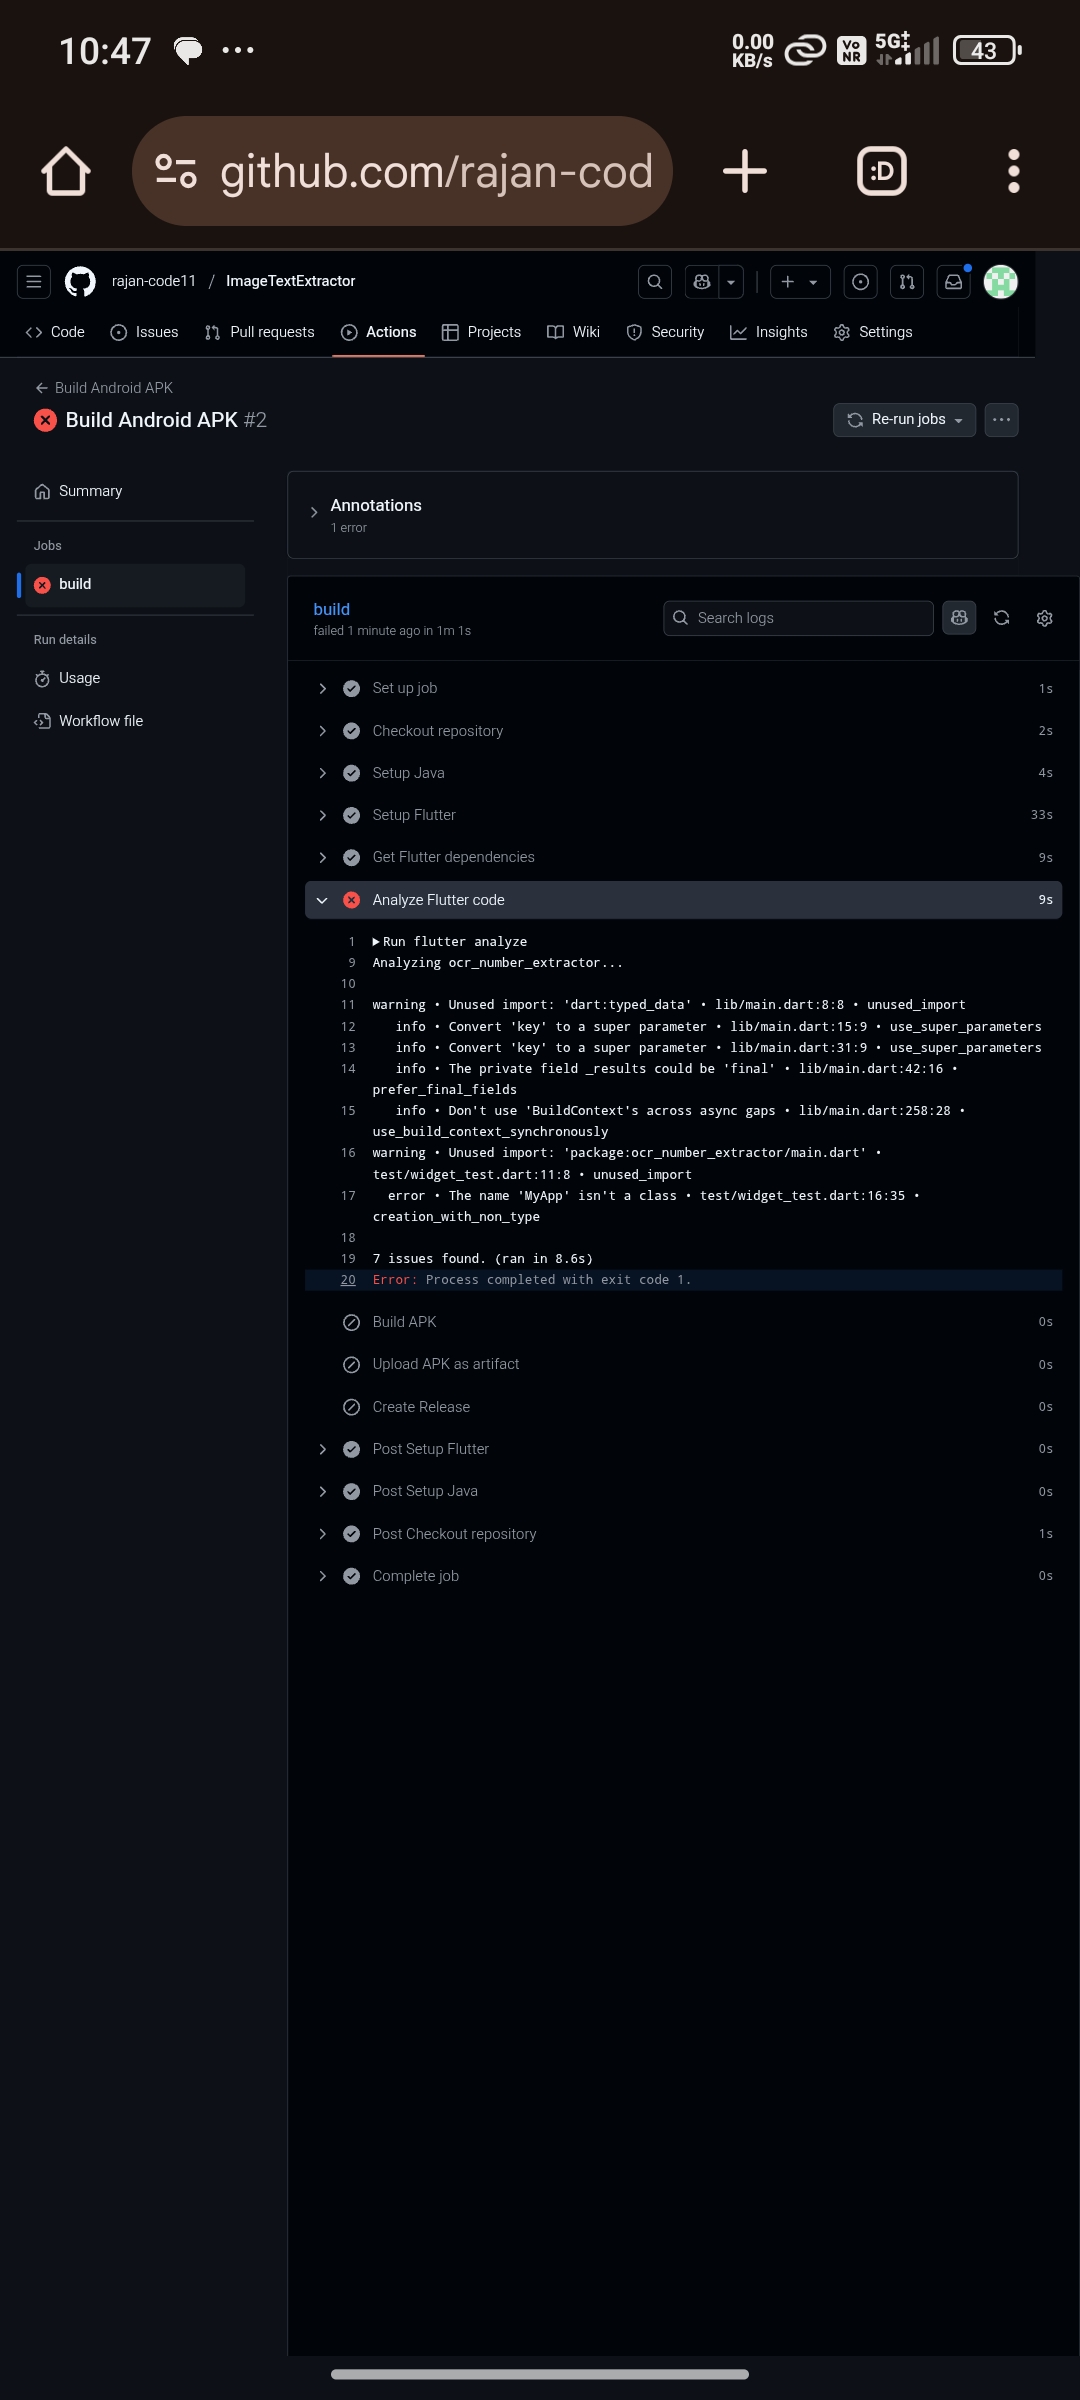 10:47
0.00 KB/s
Vo NR
5G
43
github.com/rajan-cod
:D
rajan-code11 / ImageTextExtractor
Code Issues Pull requests Actions Projects Wiki Security Insights Settings
Build Android APK
Build Android APK #2
Re-run jobs
Summary
Annotations
1 error
Jobs
build
build
failed 1 minute ago in 1m 1s
Search logs
Run details
Usage
Workflow file
Set up job 1s
Checkout repository 2s
Setup Java 4s
Setup Flutter 33s
Get Flutter dependencies 9s
Analyze Flutter code 9s
1 Run flutter analyze
9 Analyzing ocr_number_extractor...
10
11 warning • Unused import: 'dart:typed_data' • lib/main.dart:8:8 • unused_import
12 info • Convert 'key' to a super parameter • lib/main.dart:15:9 • use_super_parameters
13 info • Convert 'key' to a super parameter • lib/main.dart:31:9 • use_super_parameters
14 info • The private field _results could be 'final' • lib/main.dart:42:16 •
prefer_final_fields
15 info • Don't use 'BuildContext's across async gaps • lib/main.dart:258:28 •
use_build_context_synchronously
16 warning • Unused import: 'package:ocr_number_extractor/main.dart' •
test/widget_test.dart:11:8 • unused_import
17 error • The name 'MyApp' isn't a class • test/widget_test.dart:16:35 •
creation_with_non_type
18
19 7 issues found. (ran in 8.6s)
20 Error: Process completed with exit code 1.
Build APK 0s
Upload APK as artifact 0s
Create Release 0s
Post Setup Flutter 0s
Post Setup Java 0s
Post Checkout repository 1s
Complete job 0s